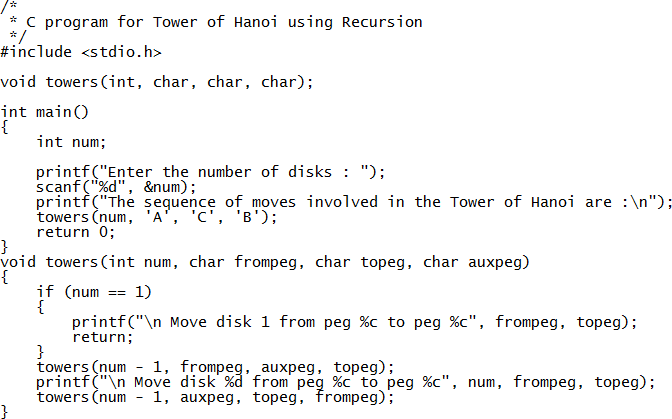 /*
 * C program for Tower of Hanoi using Recursion
 */
#include <stdio.h>

void towers(int, char, char, char);

int main()
{
    int num;

    printf("Enter the number of disks : ");
    scanf("%d", &num);
    printf("The sequence of moves involved in the Tower of Hanoi are :\n");
    towers(num, 'A', 'C', 'B');
    return 0;
}
void towers(int num, char frompeg, char topeg, char auxpeg)
{
    if (num == 1)
    {
        printf("\n Move disk 1 from peg %c to peg %c", frompeg, topeg);
        return;
    }
    towers(num - 1, frompeg, auxpeg, topeg);
    printf("\n Move disk %d from peg %c to peg %c", num, frompeg, topeg);
    towers(num - 1, auxpeg, topeg, frompeg);
}